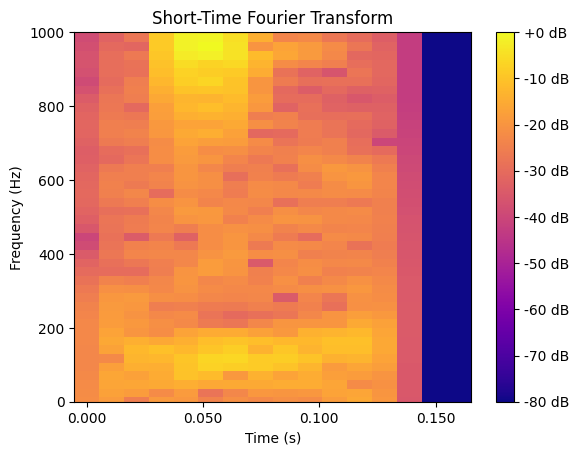 Short-Time Fourier Transform
1000
800
600
400
200
0
Frequency (Hz)
0.000
0.050
0.100
0.150
Time (s)
+0 dB
-10 dB
-20 dB
-30 dB
-40 dB
-50 dB
-60 dB
-70 dB
-80 dB